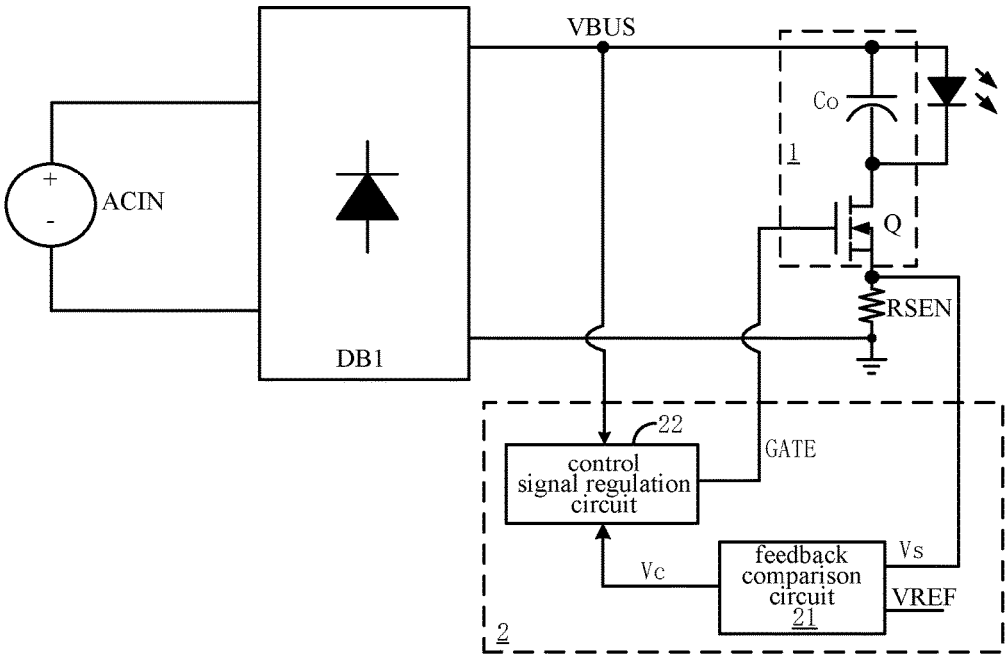 VBUS
Co
1
+
-
ACIN
Q
RSEN
DB1
22
GATE
control
signal regulation
circuit
Vc
feedback
comparison
circuit
21
Vs
VREF
2